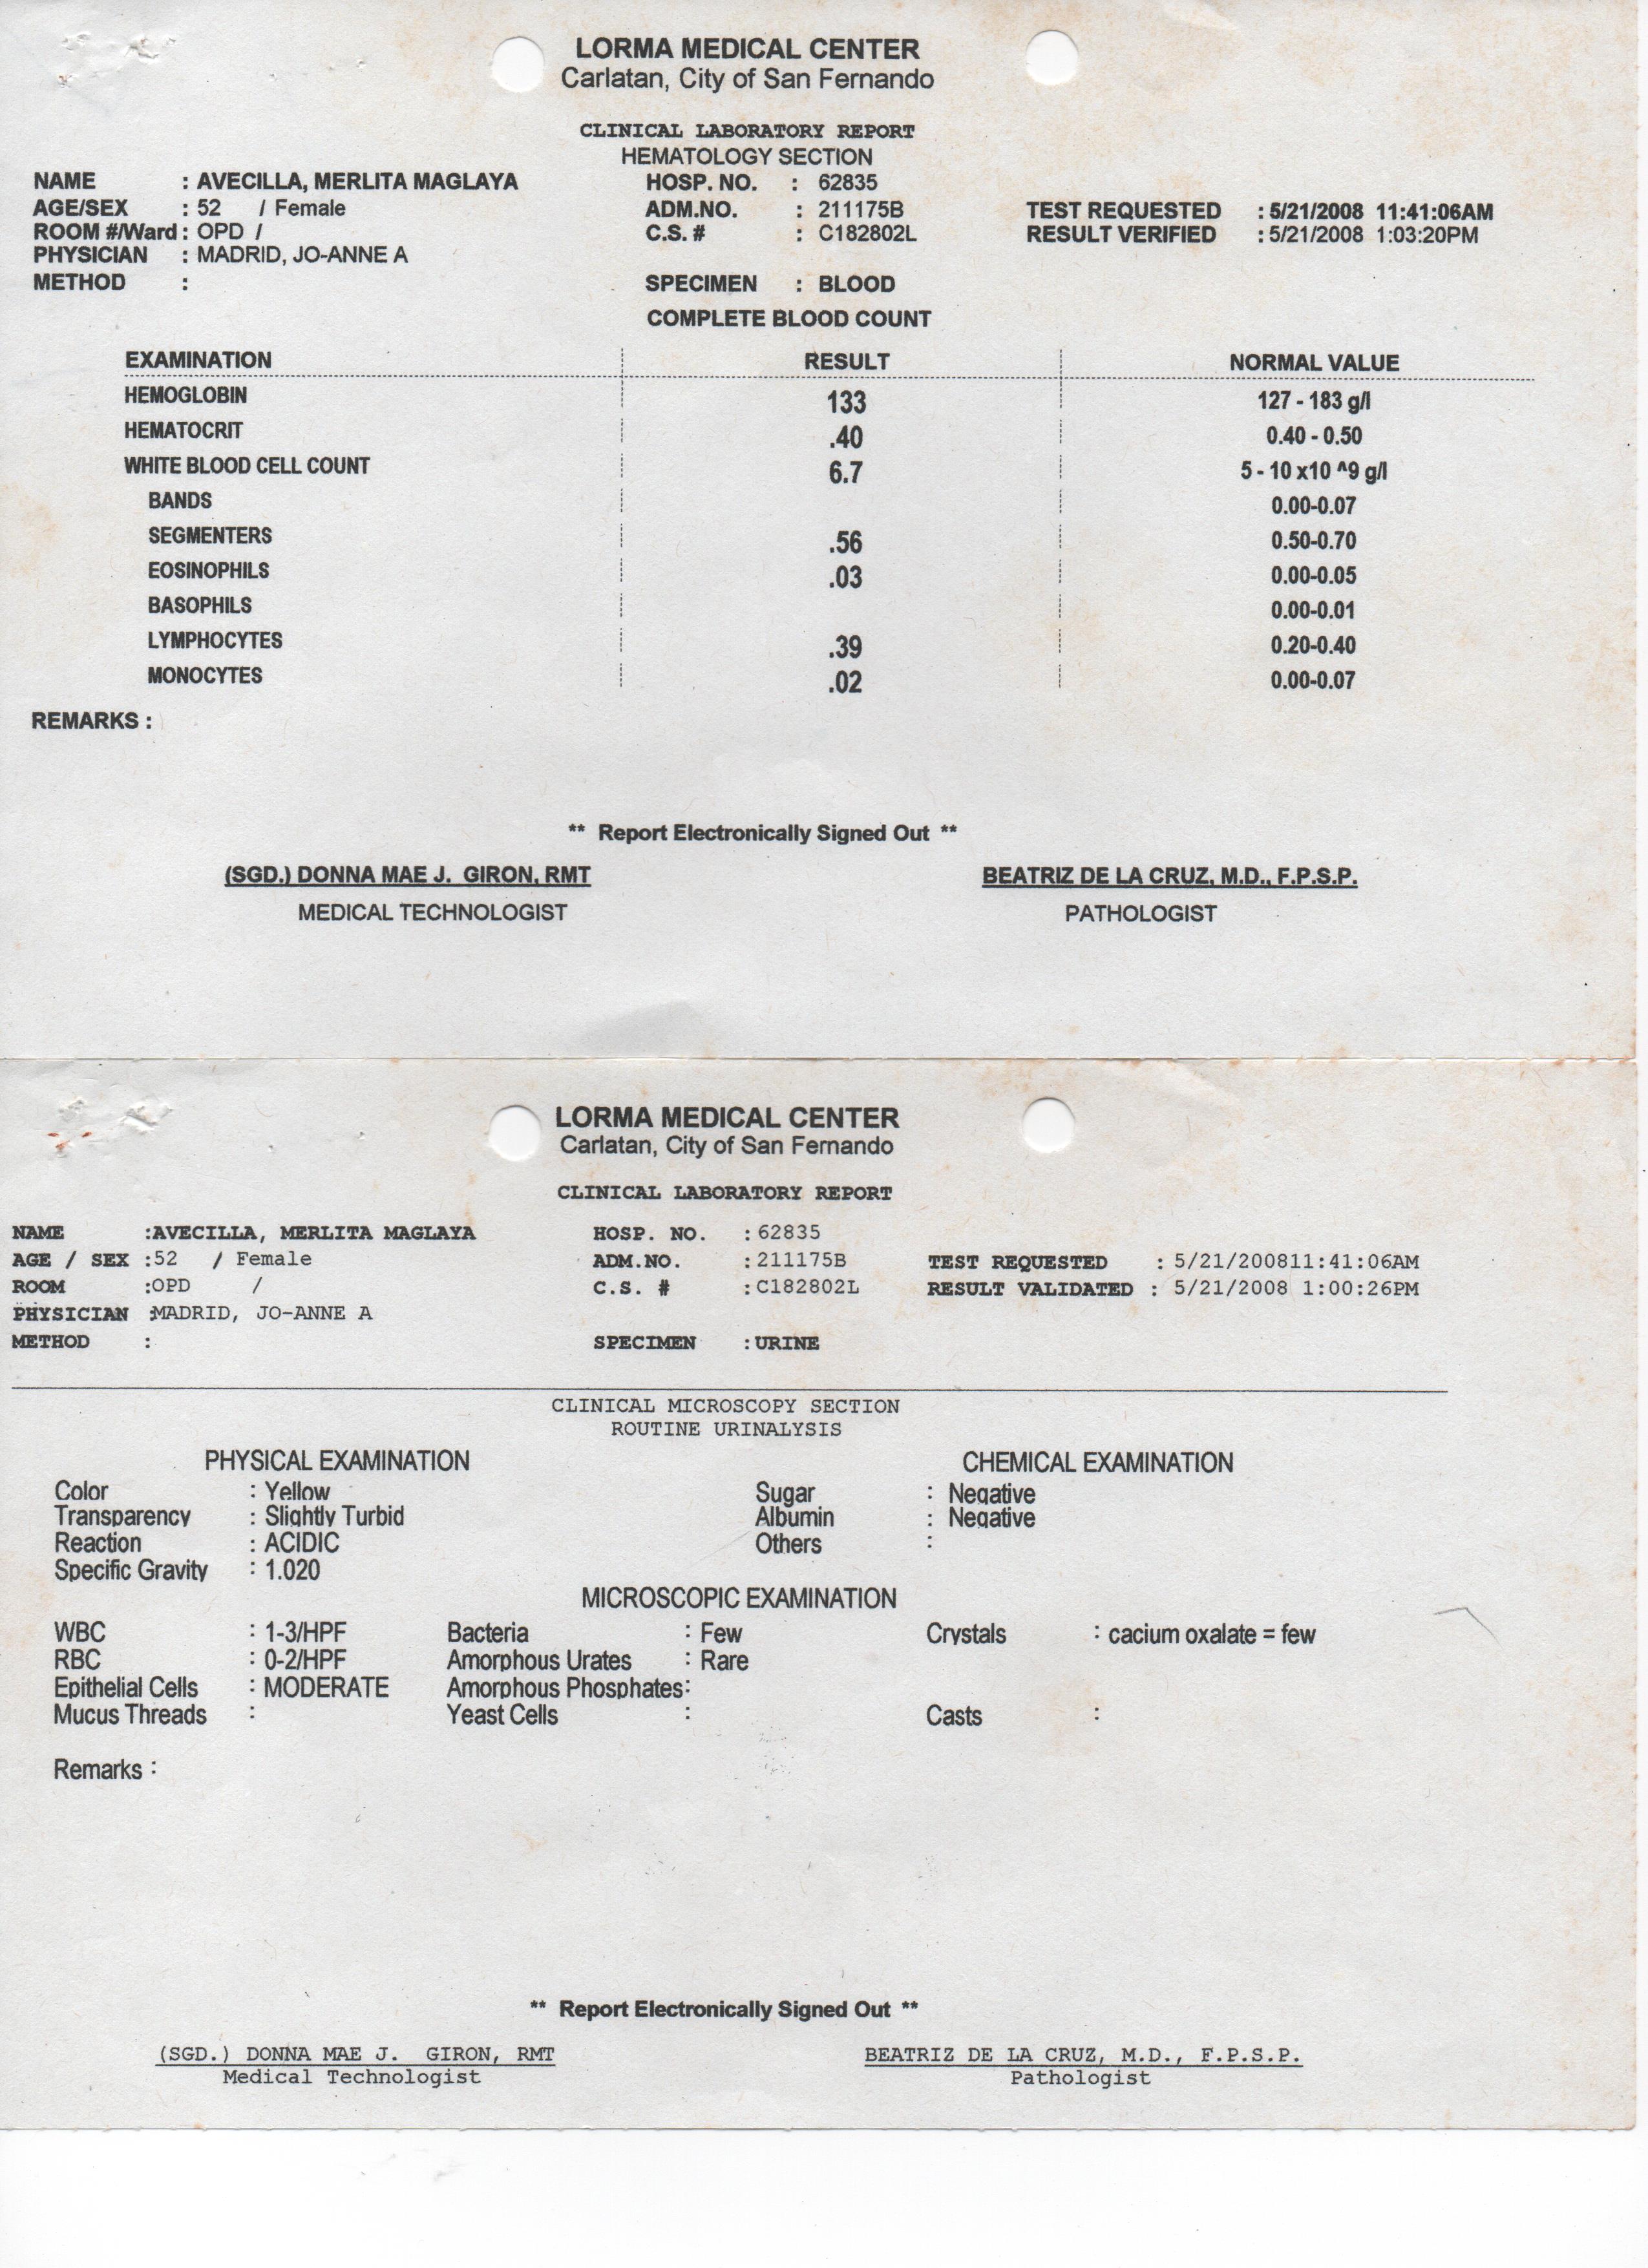 LORMA MEDICAL CENTER
Carlatan, City of San Fernando
CLINICAL LABORATORY REPORT
HEMATOLOGY SECTION
NAME : AVECILLA, MERLITA MAGLAYA HOSP. NO. : 62835
AGE/SEX : 52 / Female ADM.NO. : 211175B TEST REQUESTED : 5/21/2008 11:41:06AM
ROOM #/Ward : OPD / C.S. # : C182802L RESULT VERIFIED : 5/21/2008 1:03:20PM
PHYSICIAN : MADRID, JO-ANNE A
METHOD : SPECIMEN : BLOOD
COMPLETE BLOOD COUNT
EXAMINATION RESULT NORMAL VALUE
HEMOGLOBIN 133 127 - 183 g/l
HEMATOCRIT .40 0.40 - 0.50
WHITE BLOOD CELL COUNT 6.7 5 - 10 x10 ^9 g/l
BANDS 0.00-0.07
SEGMENTERS .56 0.50-0.70
EOSINOPHILS .03 0.00-0.05
BASOPHILS 0.00-0.01
LYMPHOCYTES .39 0.20-0.40
MONOCYTES .02 0.00-0.07
REMARKS :
** Report Electronically Signed Out **
(SGD.) DONNA MAE J. GIRON, RMT BEATRIZ DE LA CRUZ, M.D., F.P.S.P.
MEDICAL TECHNOLOGIST PATHOLOGIST
LORMA MEDICAL CENTER
Carlatan, City of San Fernando
CLINICAL LABORATORY REPORT
NAME :AVECILLA, MERLITA MAGLAYA HOSP. NO. :62835
AGE / SEX :52 / Female ADM.NO. :211175B TEST REQUESTED : 5/21/200811:41:06AM
ROOM :OPD / C.S. # :C182802L RESULT VALIDATED : 5/21/2008 1:00:26PM
PHYSICIAN :MADRID, JO-ANNE A
METHOD : SPECIMEN :URINE
CLINICAL MICROSCOPY SECTION
ROUTINE URINALYSIS
PHYSICAL EXAMINATION CHEMICAL EXAMINATION
Color : Yellow Sugar : Negative
Transparency : Slightly Turbid Albumin : Negative
Reaction : ACIDIC Others :
Specific Gravity : 1.020
MICROSCOPIC EXAMINATION
WBC : 1-3/HPF Bacteria : Few Crystals : cacium oxalate = few
RBC : 0-2/HPF Amorphous Urates : Rare
Epithelial Cells : MODERATE Amorphous Phosphates:
Mucus Threads : Yeast Cells : Casts :
Remarks :
** Report Electronically Signed Out **
(SGD.) DONNA MAE J. GIRON, RMT BEATRIZ DE LA CRUZ, M.D., F.P.S.P.
Medical Technologist Pathologist